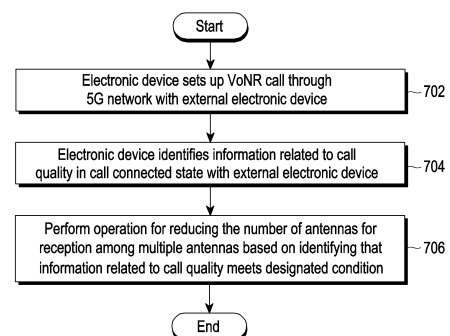 Start
Electronic device sets up VoNR call through
5G network with external electronic device
702
Electronic device identifies information related to call
quality in call connected state with external electronic device
704
Perform operation for reducing the number of antennas for
reception among multiple antennas based on identifying that
information related to call quality meets designated condition
706
End